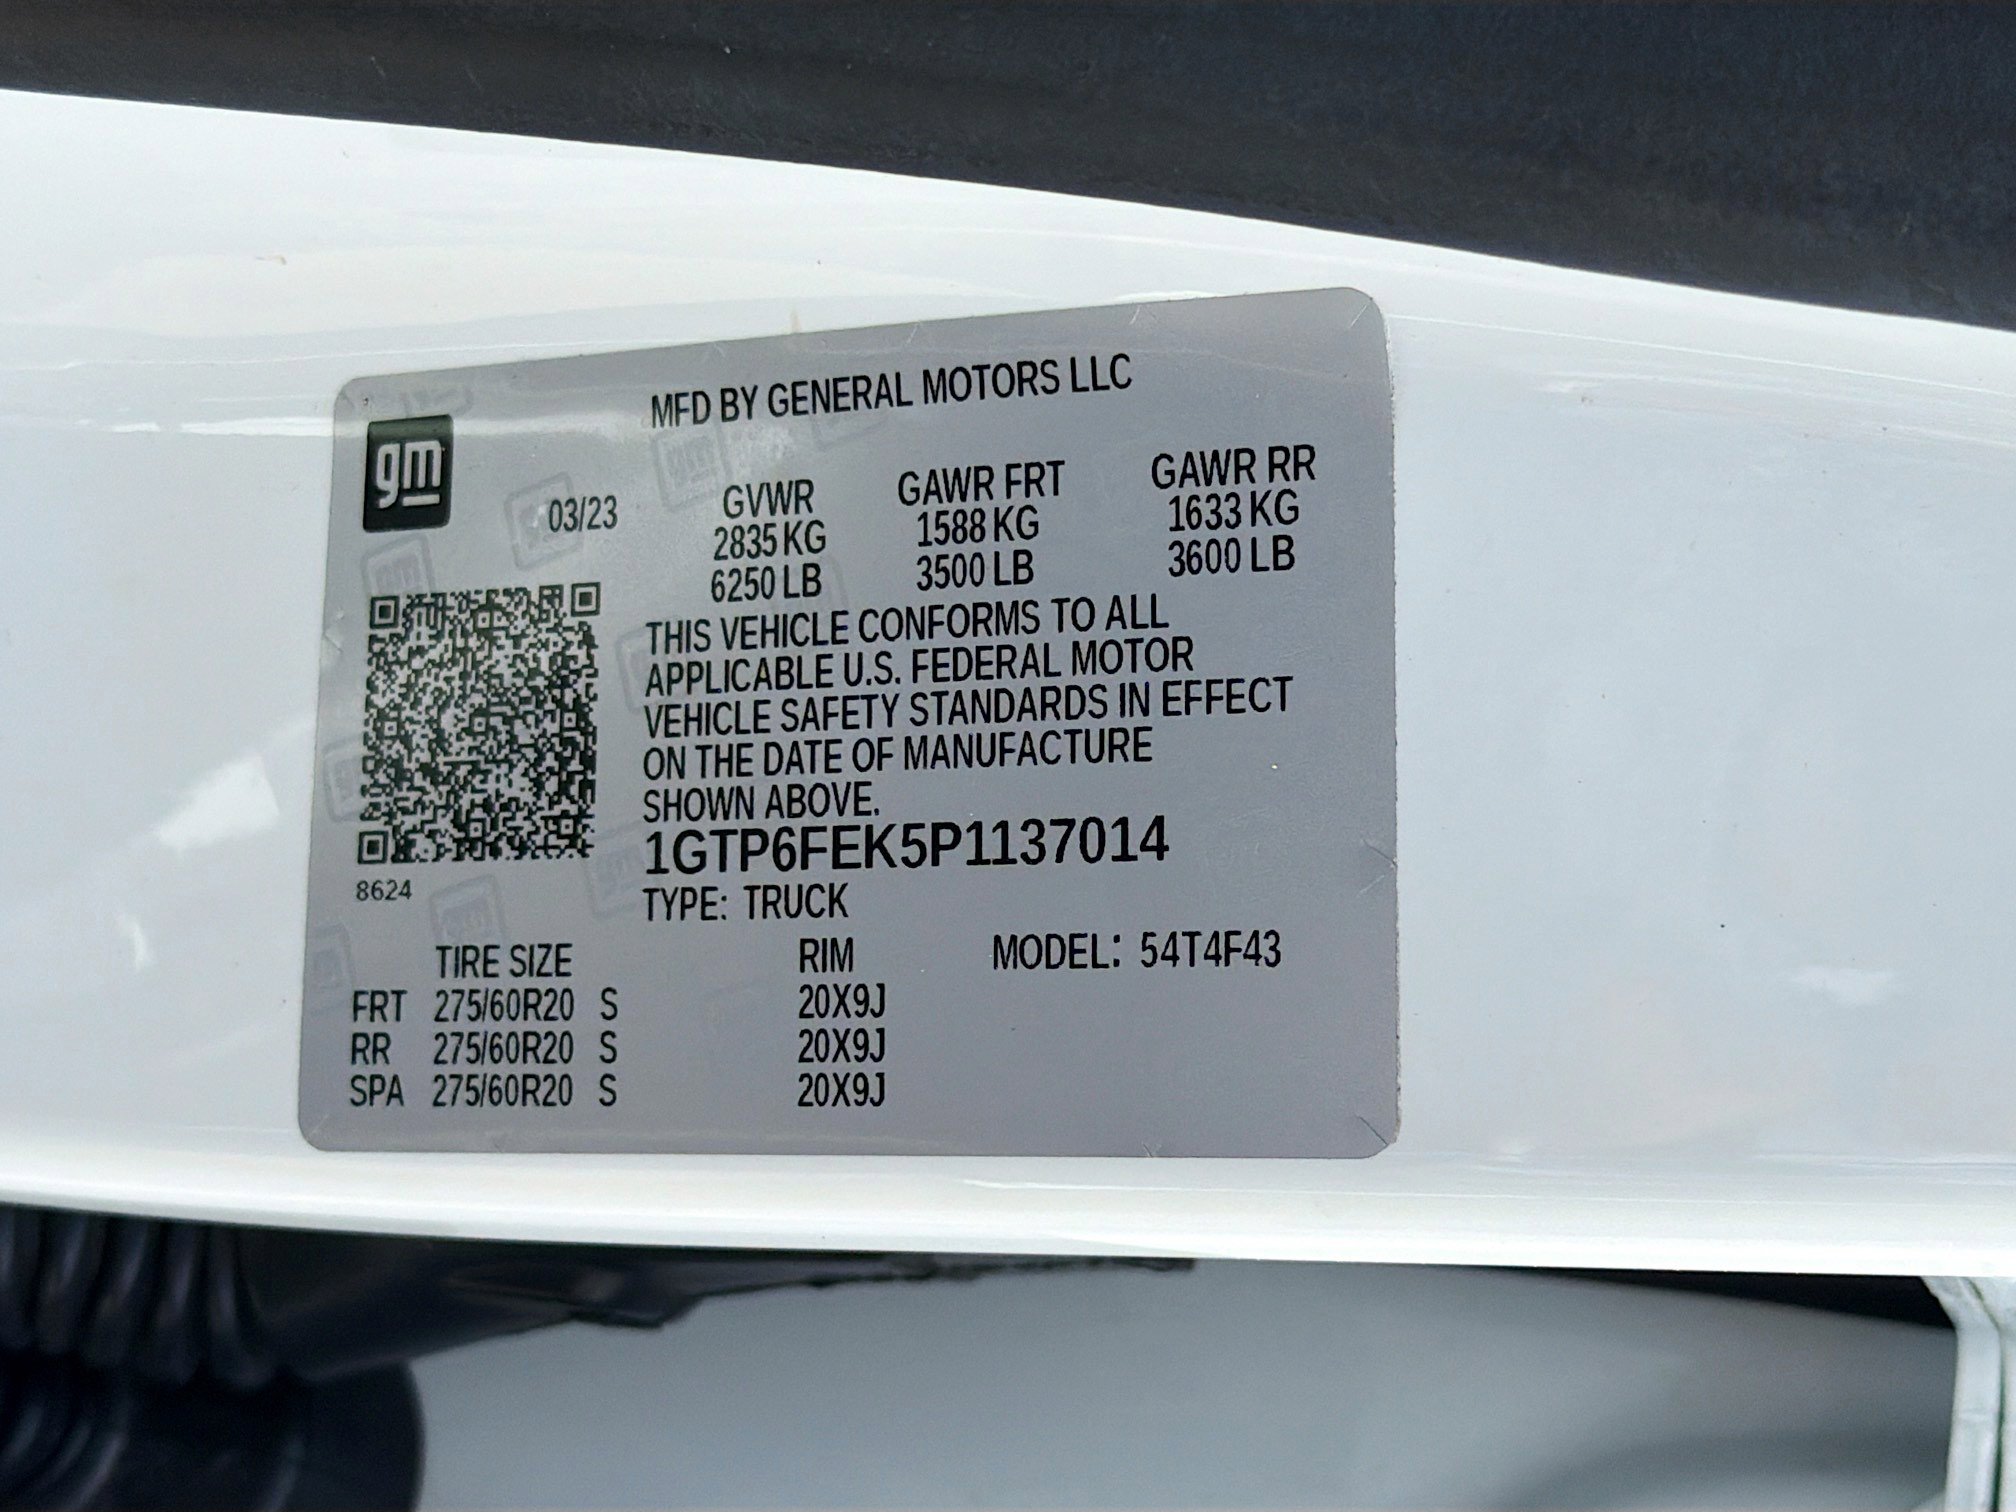 MFD BY GENERAL MOTORS LLC
gm
03/23 GVWR GAWR FRT GAWR RR
2835 KG 1588 KG 1633 KG
6250 LB 3500 LB 3600 LB
THIS VEHICLE CONFORMS TO ALL
APPLICABLE U.S. FEDERAL MOTOR
VEHICLE SAFETY STANDARDS IN EFFECT
ON THE DATE OF MANUFACTURE
SHOWN ABOVE.
1GTP6FEK5P1137014
8624
TYPE: TRUCK
TIRE SIZE RIM MODEL: 54T4F43
FRT 275/60R20 S 20X9J
RR 275/60R20 S 20X9J
SPA 275/60R20 S 20X9J